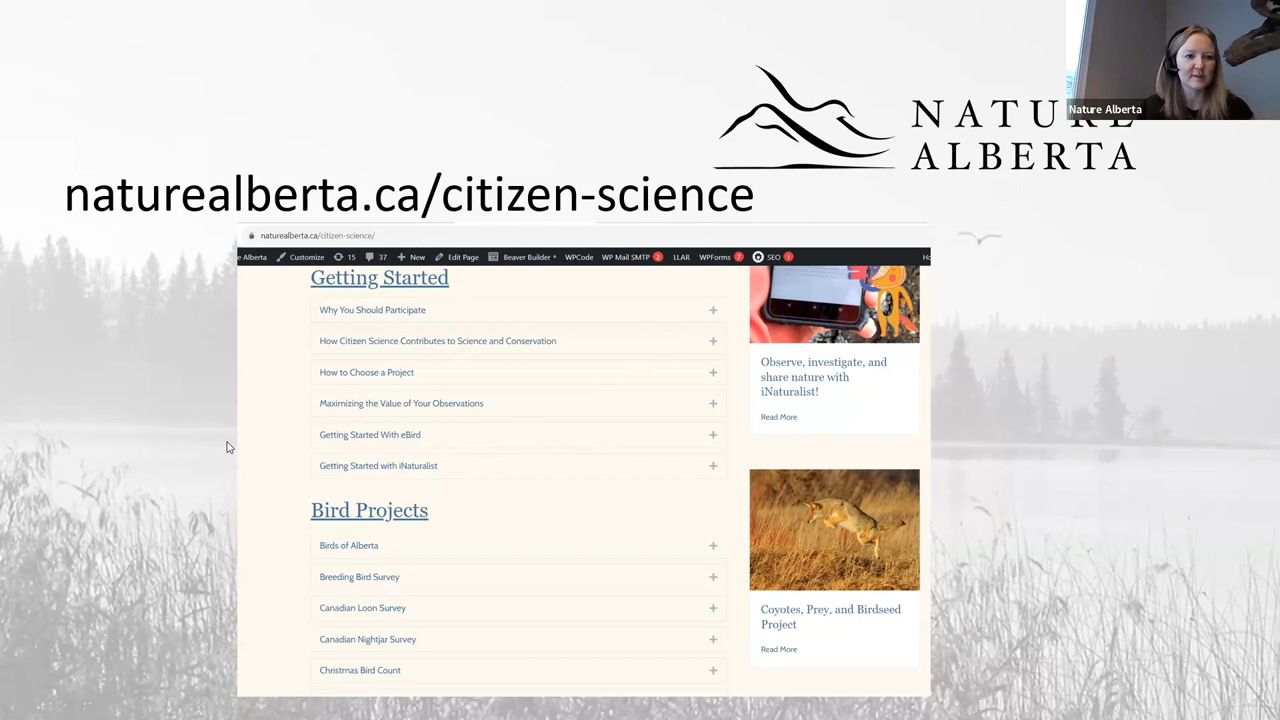 Nature Alberta
NATURE
ALBERTA
naturealberta.ca/citizen-science
naturealberta.ca/citizen-science/
e Alberta Customize 15 37 New Edit Page Beaver Builder WPCode WP Mail SMTP 2 LLAR WPForms 7 SEO 1
Getting Started
Why You Should Participate
How Citizen Science Contributes to Science and Conservation
How to Choose a Project
Maximizing the Value of Your Observations
Getting Started With eBird
Getting Started with iNaturalist
Bird Projects
Birds of Alberta
Breeding Bird Survey
Canadian Loon Survey
Canadian Nightjar Survey
Christmas Bird Count
Observe, investigate, and
share nature with
iNaturalist!
Read More
Coyotes, Prey, and Birdseed
Project
Read More